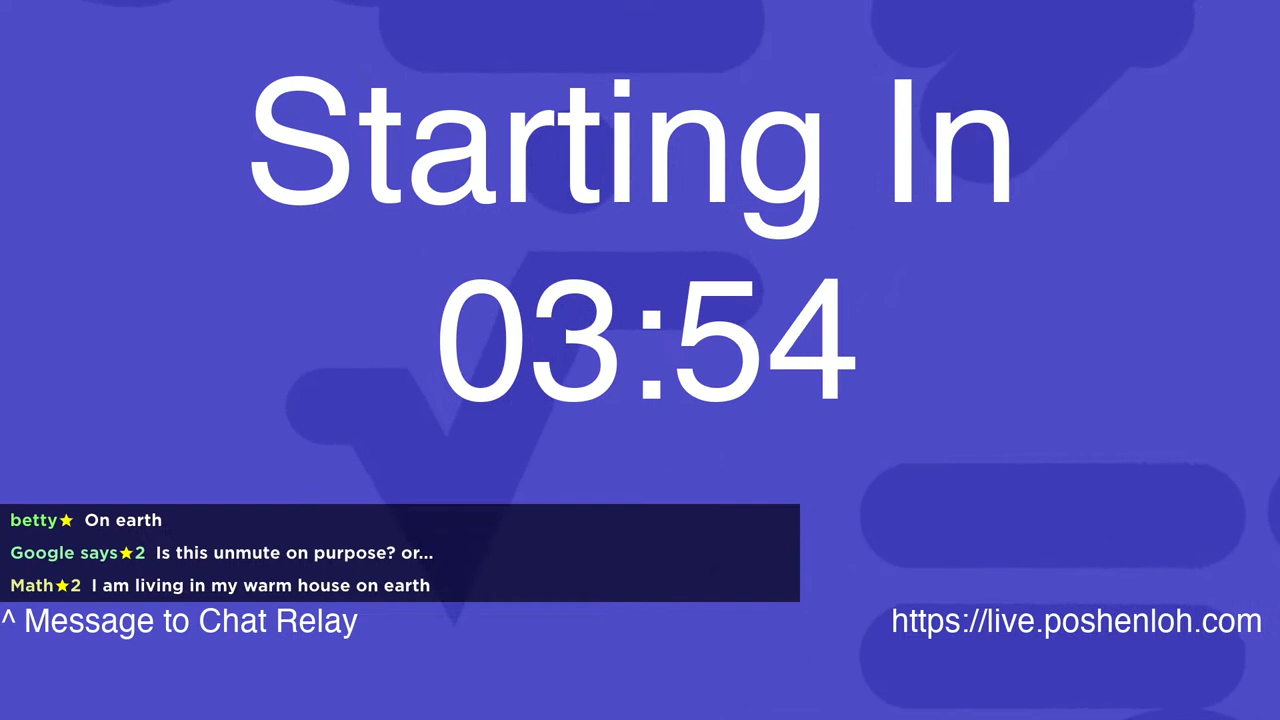 Starting In
03:54
betty★ On earth
Google says★2 Is this unmute on purpose? or...
Math★2 I am living in my warm house on earth
^ Message to Chat Relay
https://live.poshenloh.com